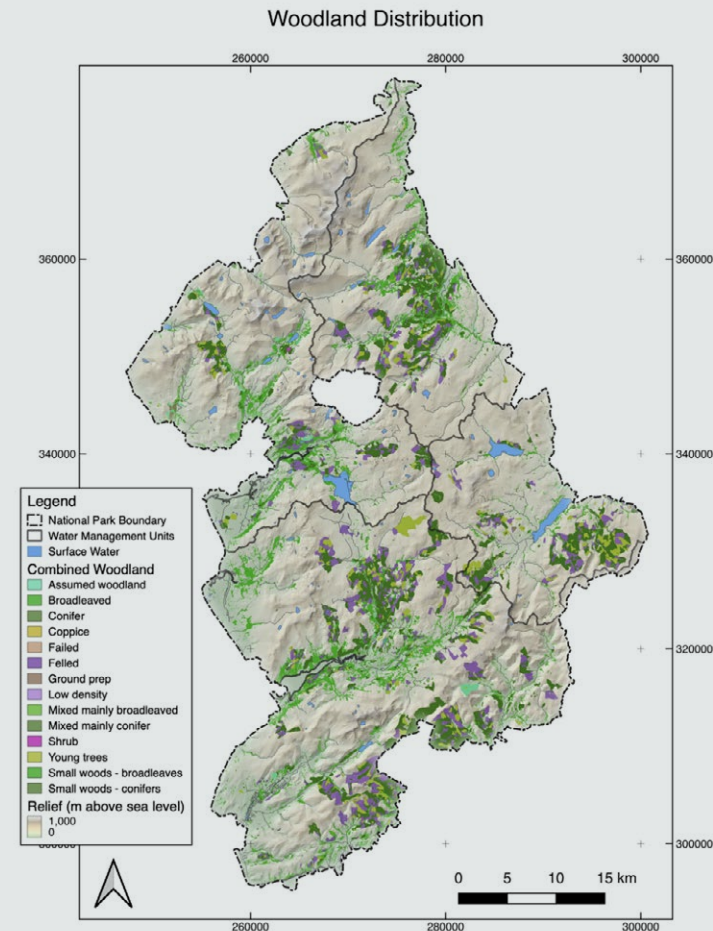 Woodland Distribution
260000
280000
300000
360000
360000
340000
340000
Legend
National Park Boundary
Water Management Units
Surface Water
Combined Woodland
Assumed woodland
Broadleaved
Conifer
Coppice
Failed
Felled
Ground prep
Low density
Mixed mainly broadleaved
Mixed mainly conifer
Shrub
Young trees
Small woods - broadleaves
Small woods - conifers
Relief (m above sea level)
1,000
0
320000
300000
0 5 10 15 km
260000
280000
300000